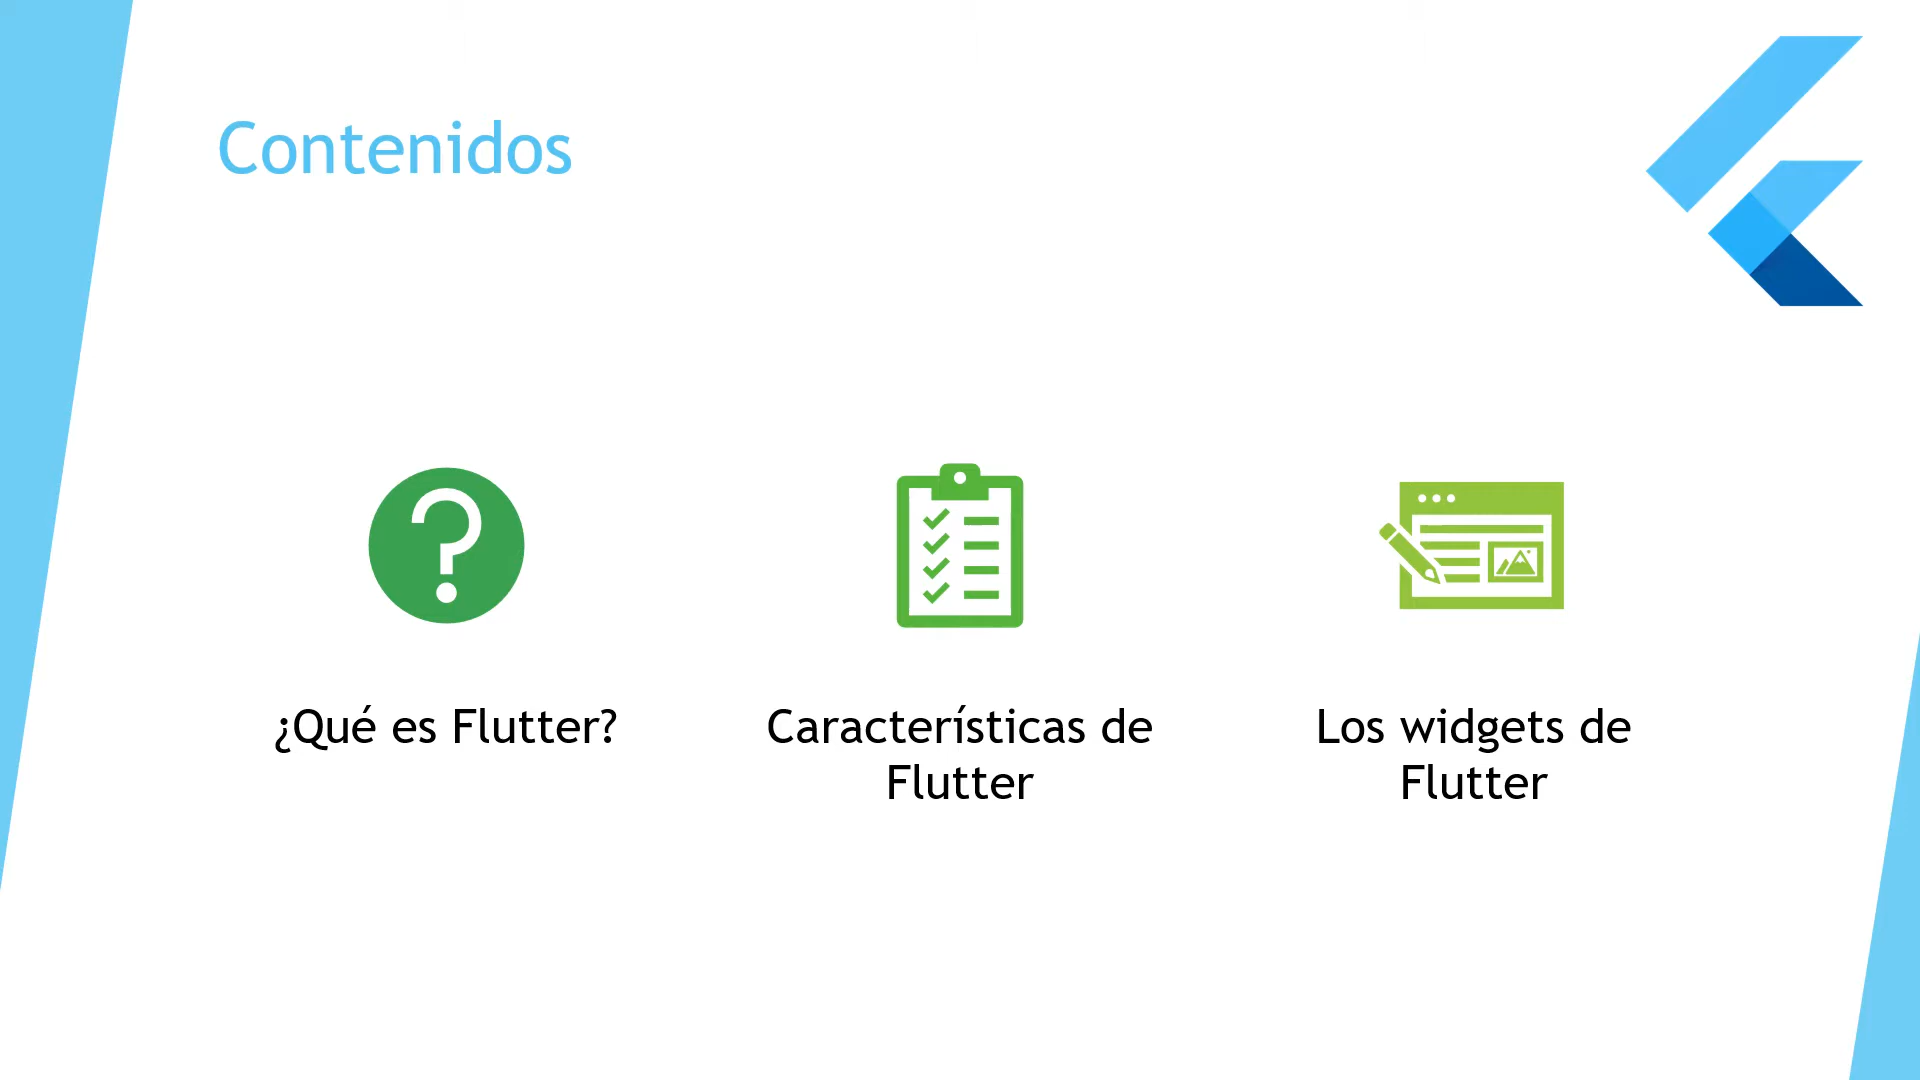 Contenidos
¿Qué es Flutter?
Características de
Flutter
Los widgets de
Flutter